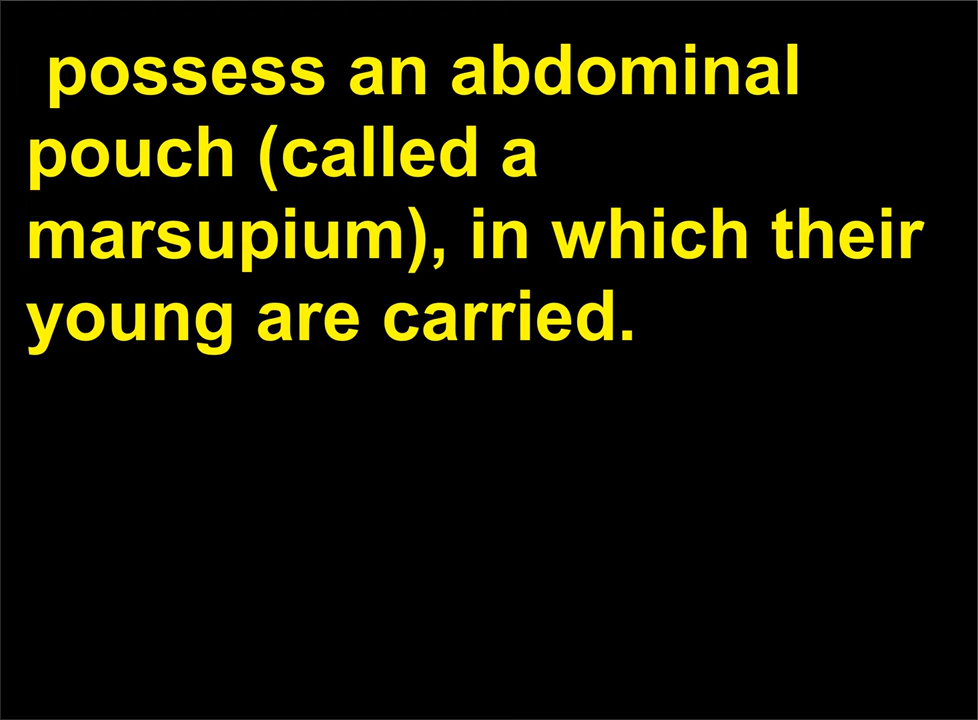 possess an abdominal
pouch (called a
marsupium), in which their
young are carried.